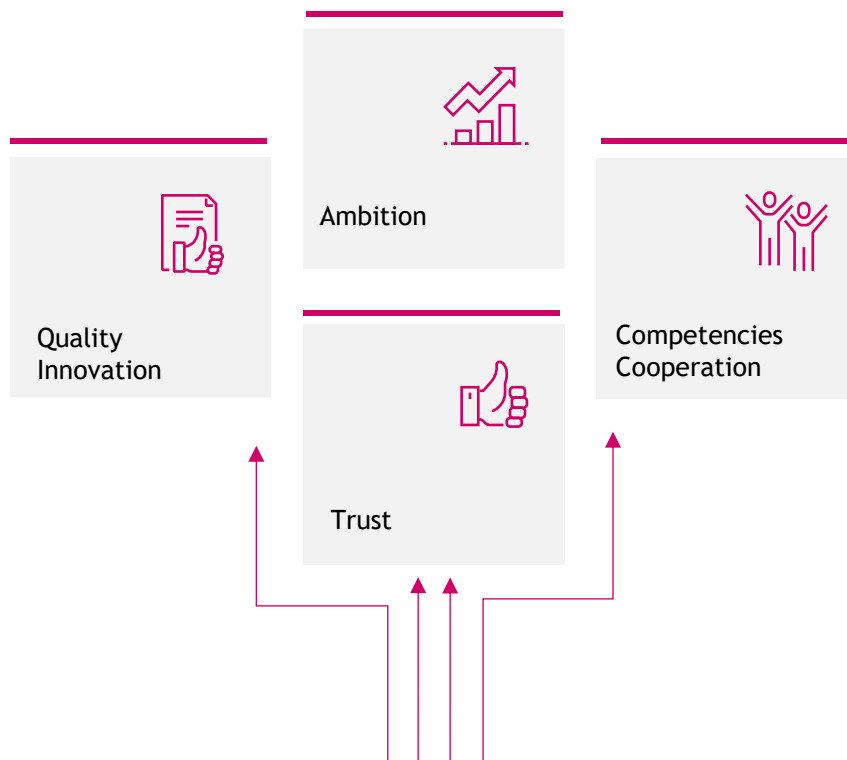 Ambition
Quality
Innovation
Competencies
Cooperation
Trust